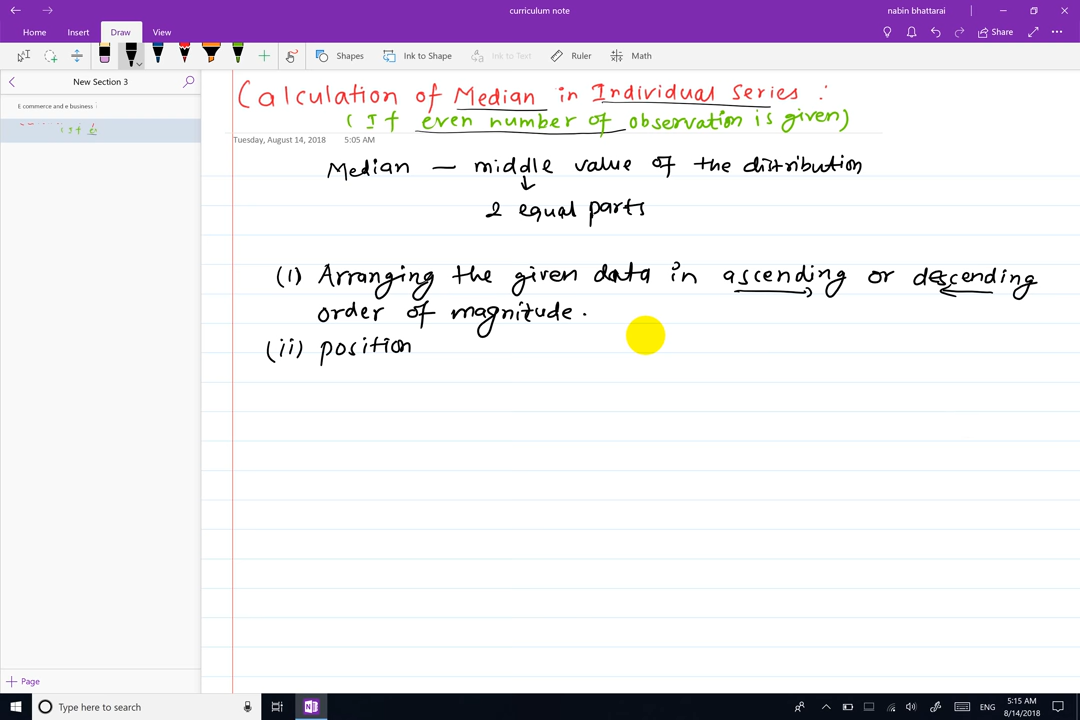 curriculum note
nabin bhattarai
Home Insert Draw View
Share
Shapes Ink to Shape Ink to Text Ruler Math
New Section 3
E commerce and e business
Calculation of Median in Individual Series :
(If even number of observation is given)
Tuesday, August 14, 2018 5:05 AM
Median — middle value of the distribution
2 equal parts
(i) Arranging the given data in ascending or descending
order of magnitude.
(ii) position
+ Page
Type here to search
ENG
5:15 AM
8/14/2018